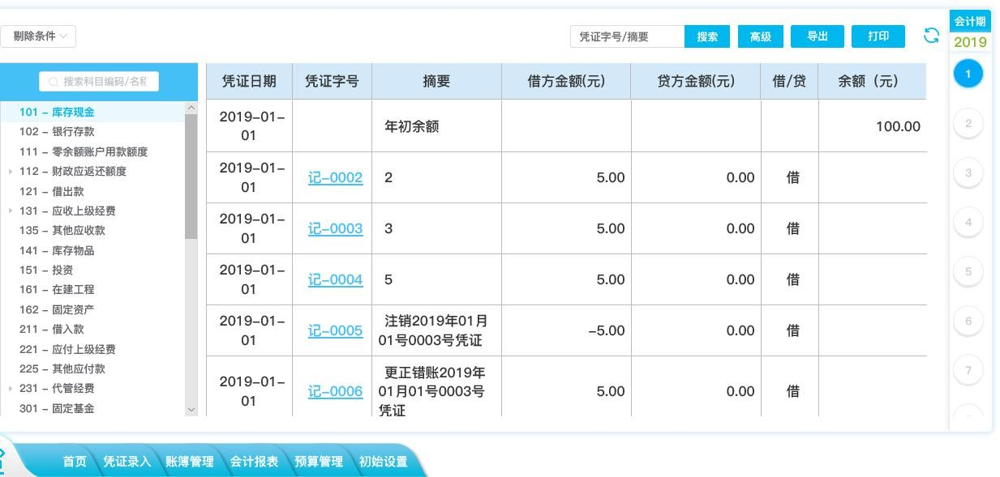 剔除条件
凭证字号/摘要
搜索
高级
导出
打印
会计期
2019
1
2
3
4
5
6
7
搜索科目编码/名称
101 – 库存现金
102 – 银行存款
111 – 零余额账户用款额度
112 – 财政应返还额度
121 – 借出款
131 – 应收上级经费
135 – 其他应收款
141 – 库存物品
151 – 投资
161 – 在建工程
162 – 固定资产
211 – 借入款
221 – 应付上级经费
225 – 其他应付款
231 – 代管经费
301 – 固定基金
凭证日期 凭证字号 摘要 借方金额(元) 贷方金额(元) 借/贷 余额（元）
2019–01–
01
年初余额 100.00
2019–01–
01
记–0002 2 5.00 0.00 借
2019–01–
01
记–0003 3 5.00 0.00 借
2019–01–
01
记–0004 5 5.00 0.00 借
2019–01–
01
记–0005
注销2019年01月
01号0003号凭证
–5.00 0.00 借
2019–01–
01
记–0006
更正错账2019年
01月01号0003号
凭证
5.00 0.00 借
首页 凭证录入 账簿管理 会计报表 预算管理 初始设置